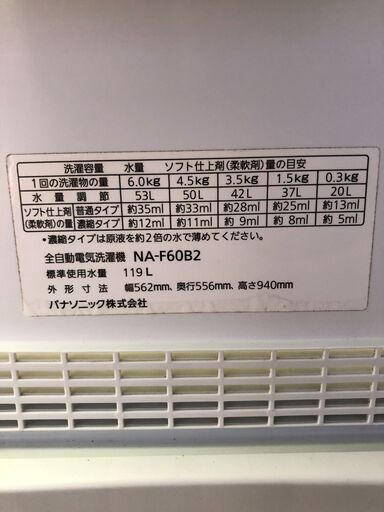 洗濯容量 水量 ソフト仕上剤(柔軟剤)量の目安
1回の洗濯物の量 6.0kg 4.5kg 3.5kg 1.5kg 0.3kg
水量調節 53L 50L 42L 37L 20L
ソフト仕上剤 普通タイプ 約35ml 約33ml 約28ml 約25ml 約13ml
(柔軟剤)の量 濃縮タイプ 約12ml 約11ml 約9ml 約8ml 約5ml
•濃縮タイプは原液を約2倍の水で薄めてください。
全自動電気洗濯機 NA-F60B2
標準使用水量 119L
外形寸法 幅562mm、奥行556mm、高さ940mm
パナソニック株式会社